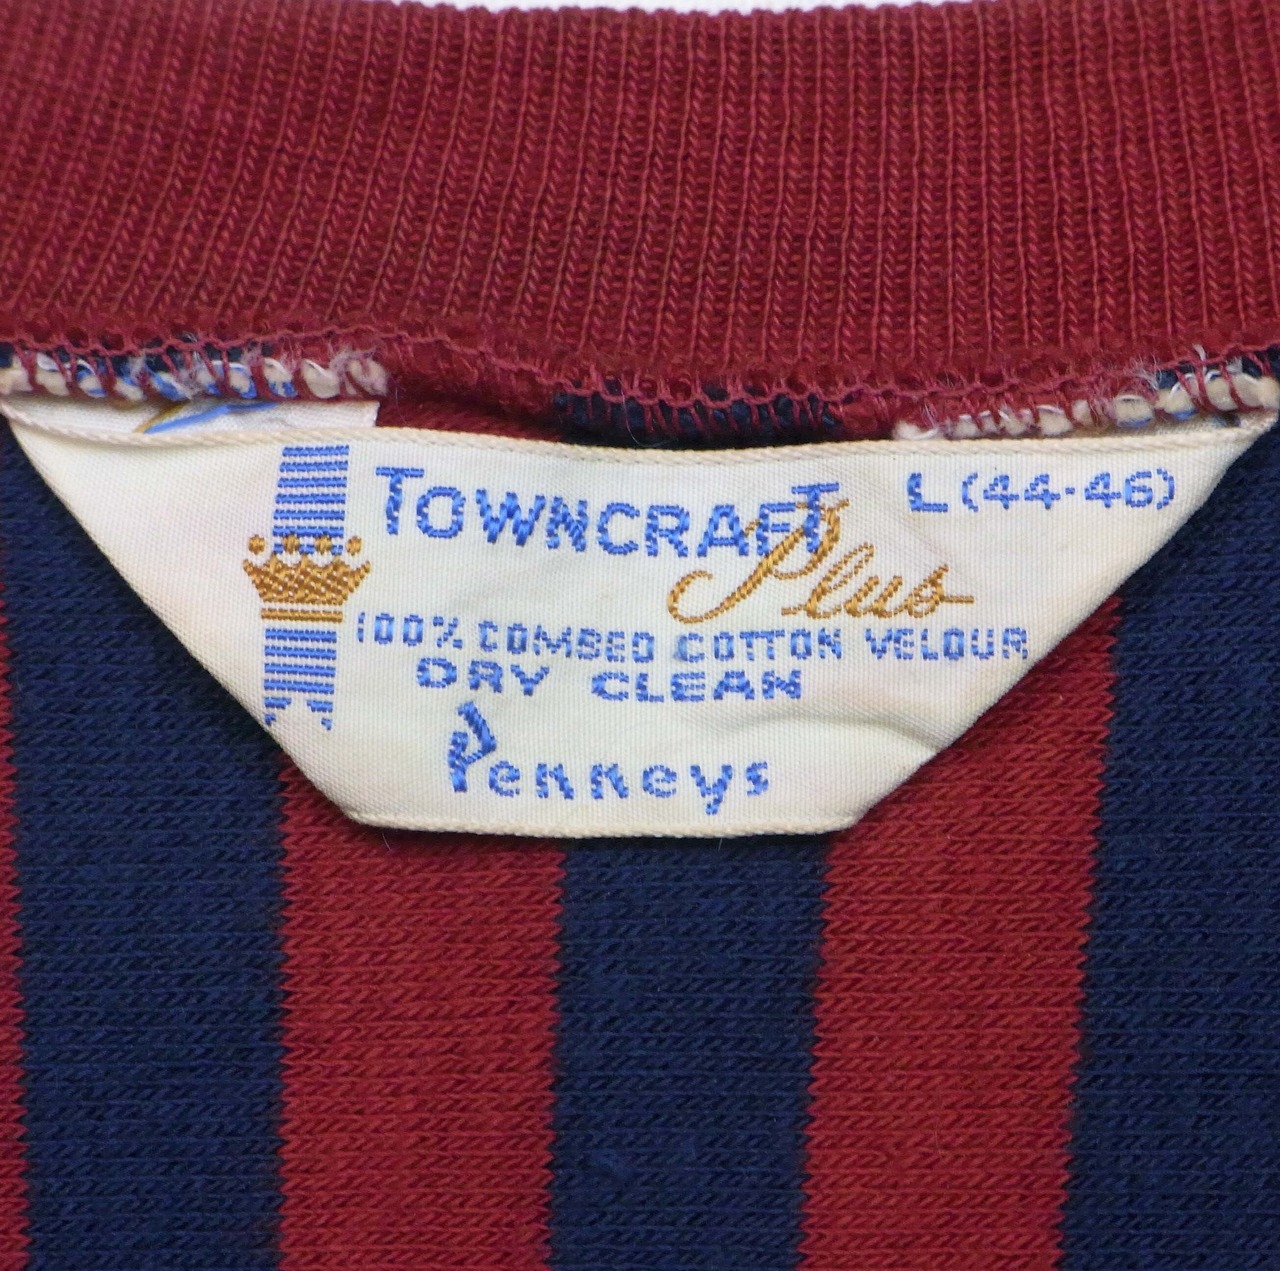 TOWNCRAFT L (44-46)
Plus
100% COMBED COTTON VELOUR
DRY CLEAN
Penneys